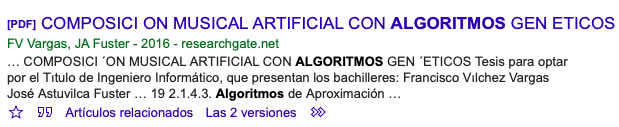 [PDF] COMPOSICI ON MUSICAL ARTIFICIAL CON ALGORITMOS GEN ETICOS
FV Vargas, JA Fuster - 2016 - researchgate.net
… COMPOSICI ´ON MUSICAL ARTIFICIAL CON ALGORITMOS GEN ´ETICOS Tesis para optar
por el Tıtulo de Ingeniero Informático, que presentan los bachilleres: Francisco Vılchez Vargas
José Astuvilca Fuster … 19 2.1.4.3. Algoritmos de Aproximación …
Artículos relacionados Las 2 versiones